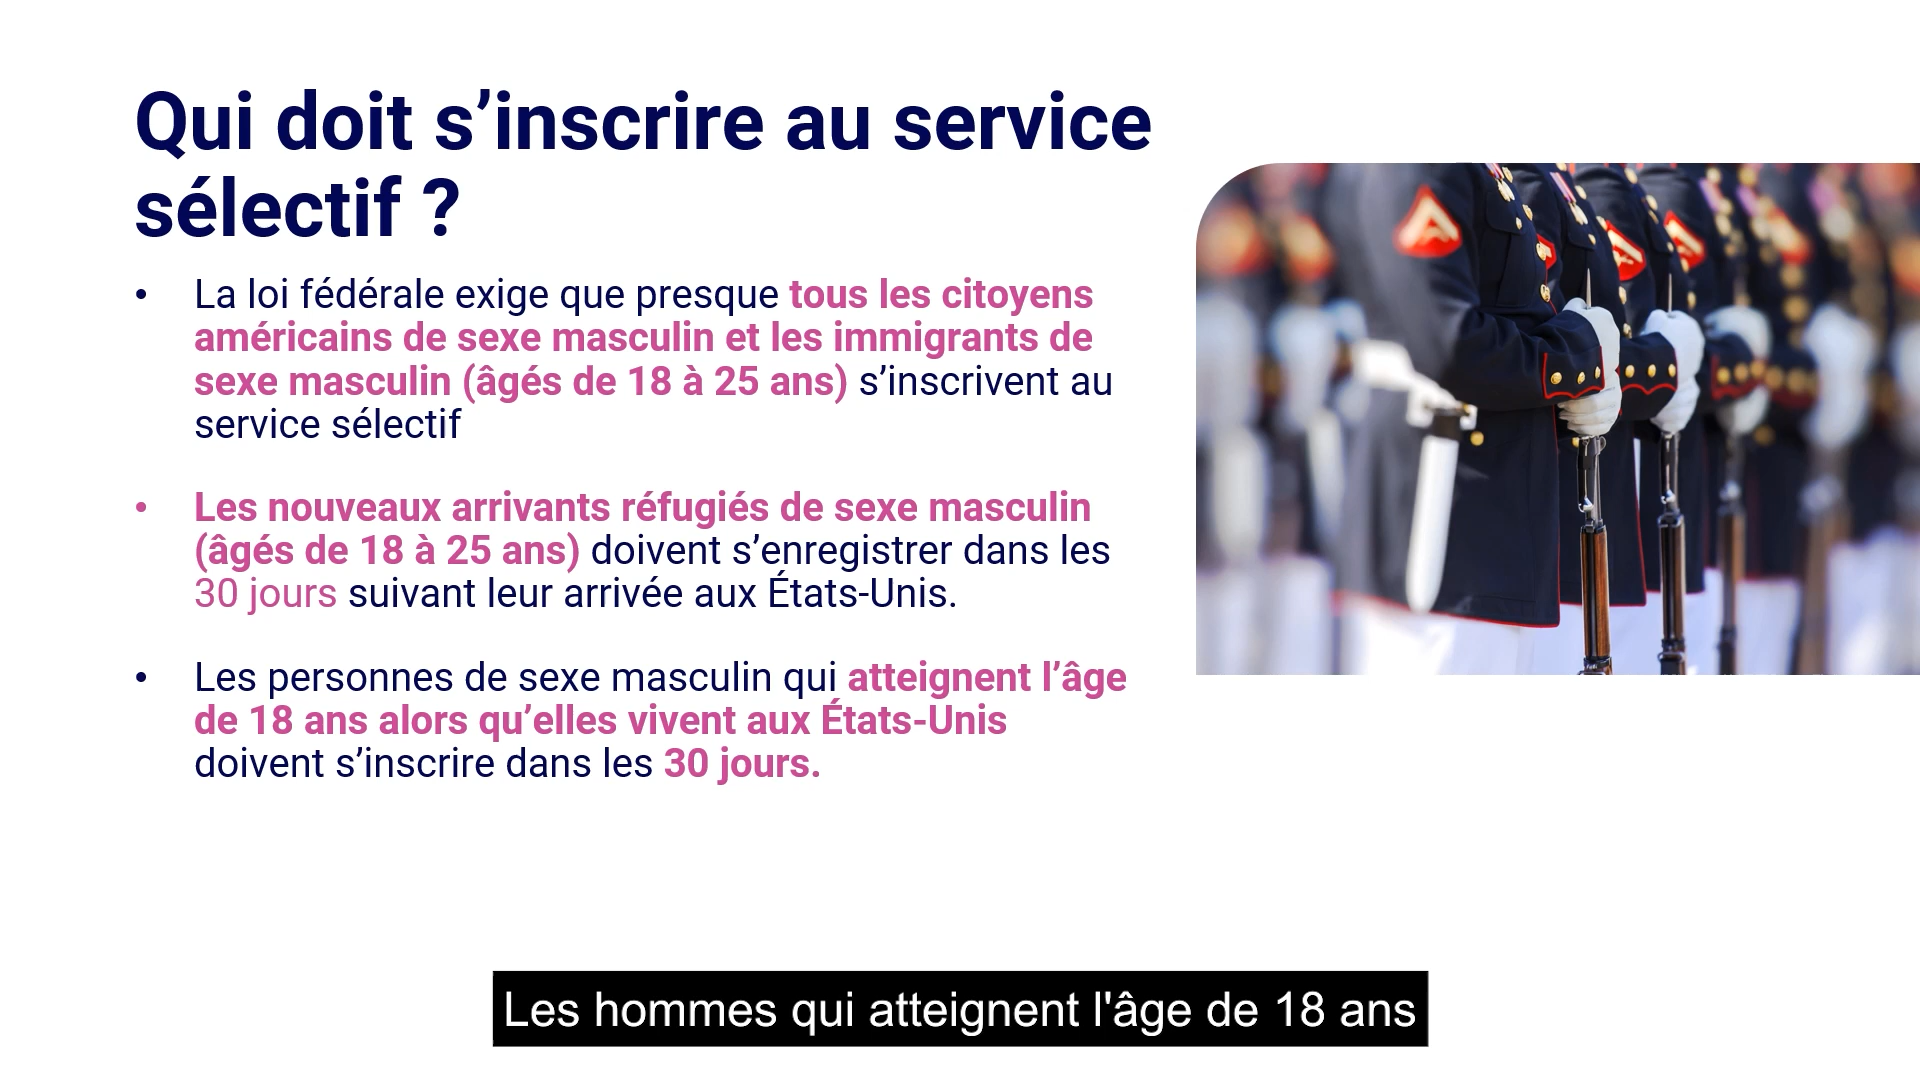 Qui doit s’inscrire au service
sélectif ?
• La loi fédérale exige que presque tous les citoyens
américains de sexe masculin et les immigrants de
sexe masculin (âgés de 18 à 25 ans) s’inscrivent au
service sélectif
• Les nouveaux arrivants réfugiés de sexe masculin
(âgés de 18 à 25 ans) doivent s’enregistrer dans les
30 jours suivant leur arrivée aux États-Unis.
• Les personnes de sexe masculin qui atteignent l’âge
de 18 ans alors qu’elles vivent aux États-Unis
doivent s’inscrire dans les 30 jours.
Les hommes qui atteignent l'âge de 18 ans